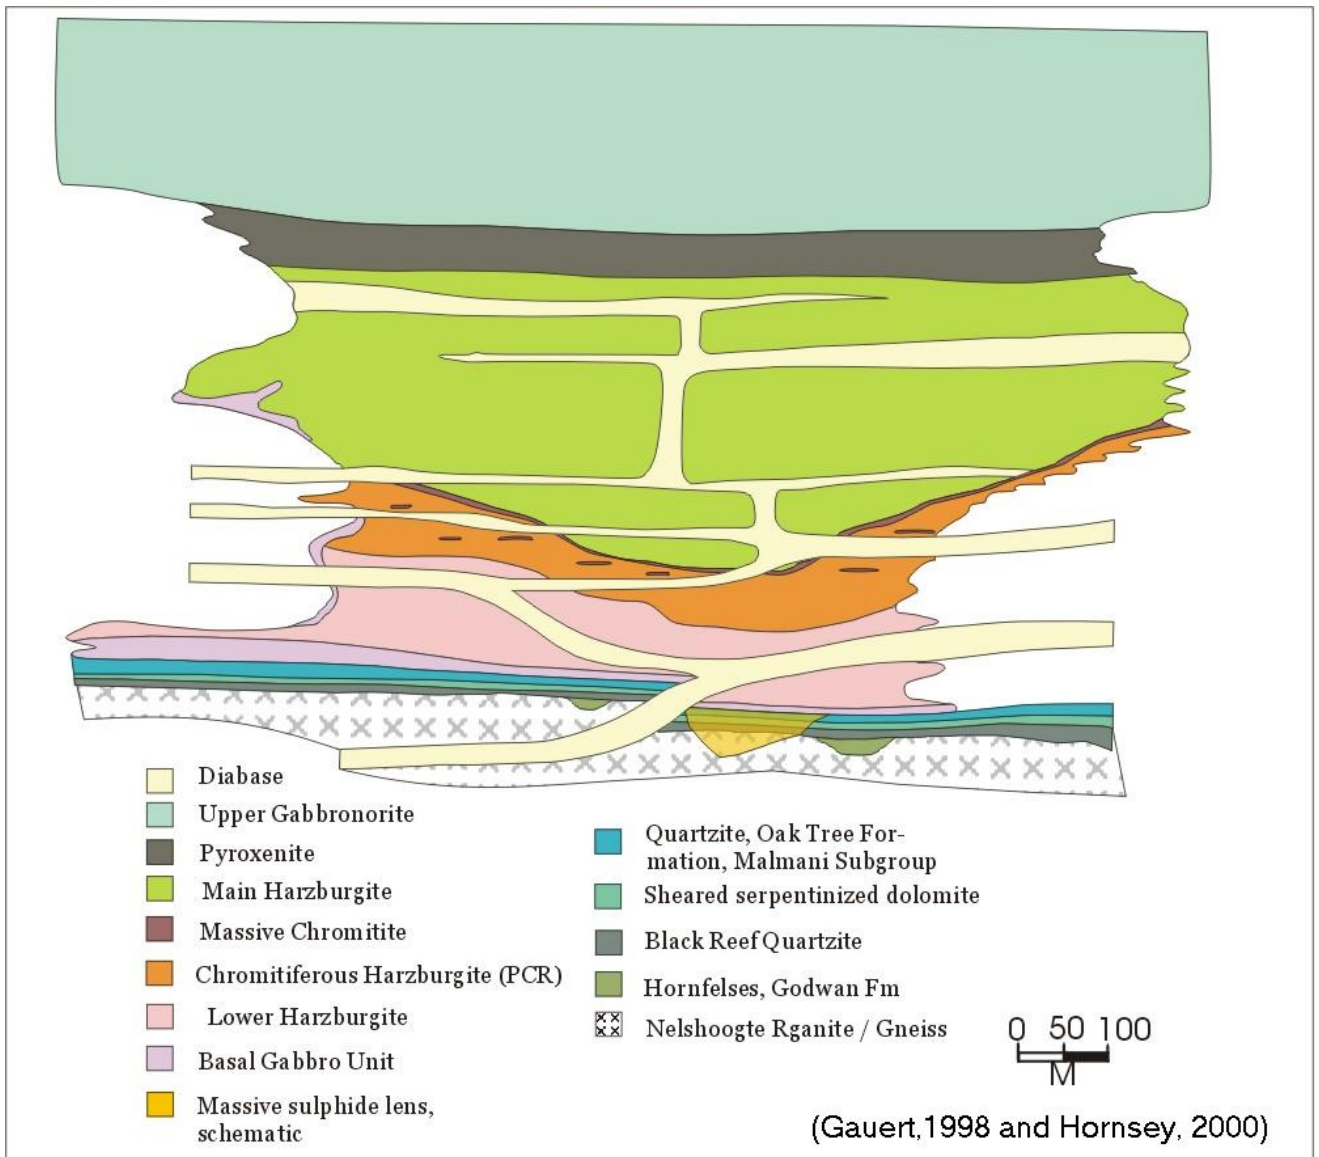 Diabase
Upper Gabbronorite
Pyroxenite
Main Harzburgite
Massive Chromitite
Chromitiferous Harzburgite (PCR)
Lower Harzburgite
Basal Gabbro Unit
Massive sulphide lens,
schematic
Quartzite, Oak Tree For-
mation, Malmani Subgroup
Sheared serpentinized dolomite
Black Reef Quartzite
Hornfelses, Godwan Fm
Nelshoogte Rganite / Gneiss
0 50 100
M
(Gauert,1998 and Hornsey, 2000)